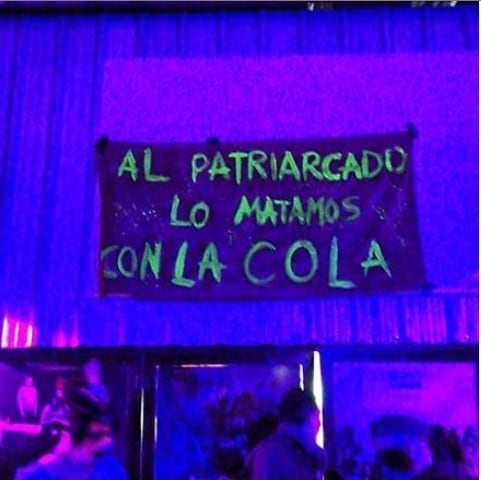 AL PATRIARCADO
LO MATAMOS
CON LA COLA